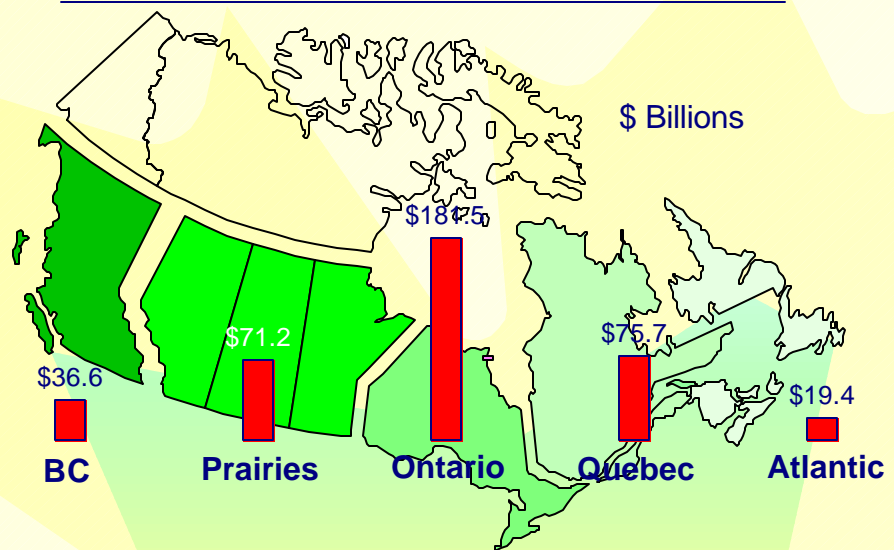 $ Billions
$181.5
$71.2
$75.7
$36.6
$19.4
BC
Prairies
Ontario
Quebec
Atlantic